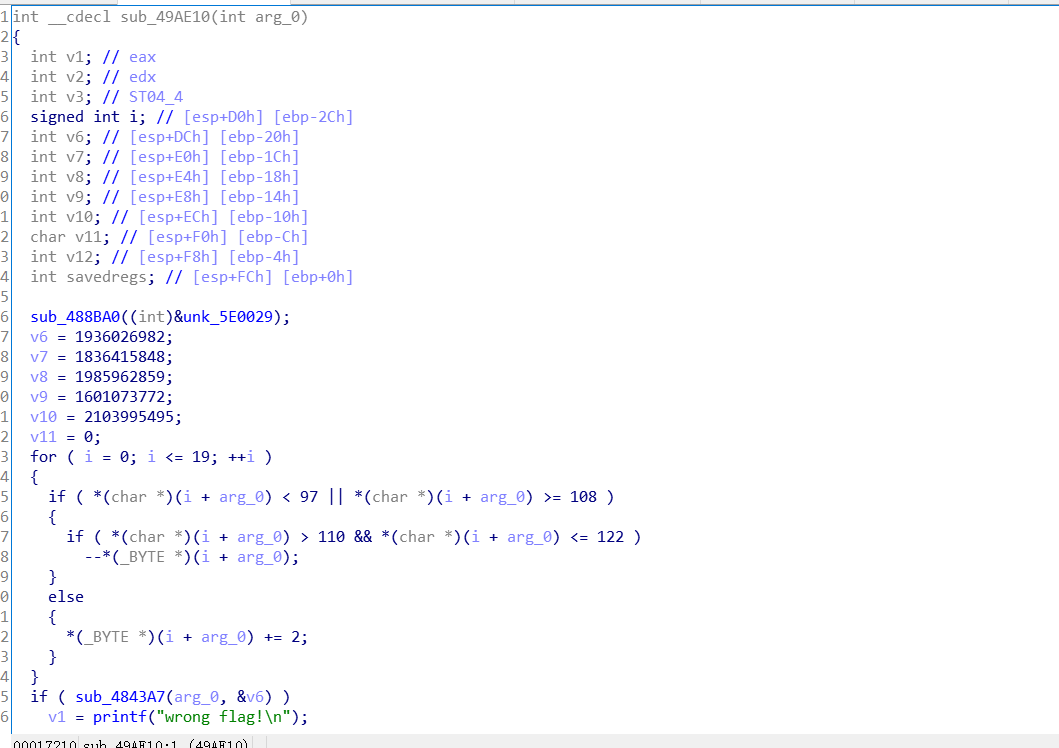 1 int __cdecl sub_49AE10(int arg_0)
2 {
3   int v1; // eax
4   int v2; // edx
5   int v3; // ST04_4
6   signed int i; // [esp+D0h] [ebp-2Ch]
7   int v6; // [esp+DCh] [ebp-20h]
8   int v7; // [esp+E0h] [ebp-1Ch]
9   int v8; // [esp+E4h] [ebp-18h]
0   int v9; // [esp+E8h] [ebp-14h]
1   int v10; // [esp+ECh] [ebp-10h]
2   char v11; // [esp+F0h] [ebp-Ch]
3   int v12; // [esp+F8h] [ebp-4h]
4   int savedregs; // [esp+FCh] [ebp+0h]
5
6   sub_488BA0((int)&unk_5E0029);
7   v6 = 1936026982;
8   v7 = 1836415848;
9   v8 = 1985962859;
0   v9 = 1601073772;
1   v10 = 2103995495;
2   v11 = 0;
3   for ( i = 0; i <= 19; ++i )
4   {
5     if ( *(char *)(i + arg_0) < 97 || *(char *)(i + arg_0) >= 108 )
6     {
7       if ( *(char *)(i + arg_0) > 110 && *(char *)(i + arg_0) <= 122 )
8         --*(_BYTE *)(i + arg_0);
9     }
0     else
1     {
2       *(_BYTE *)(i + arg_0) += 2;
3     }
4   }
5   if ( sub_4843A7(arg_0, &v6) )
6     v1 = printf("wrong flag!\n");
00017210 sub_49AE10:1 (49AE10)